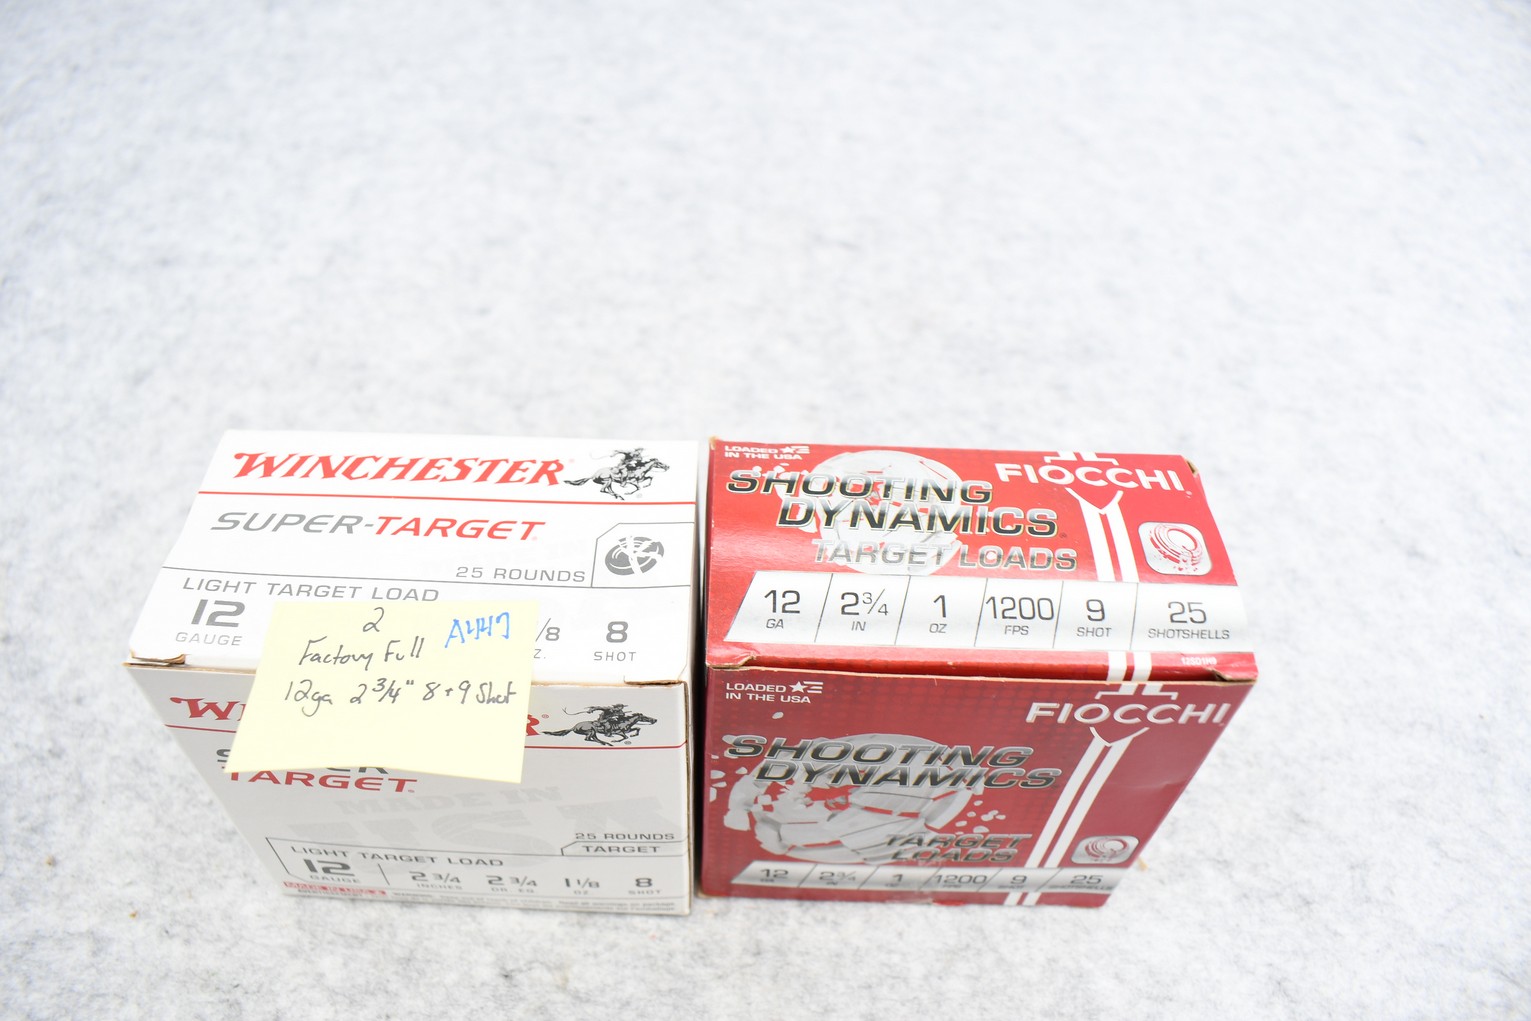 WINCHESTER
SUPER-TARGET
25 ROUNDS
LIGHT TARGET LOAD
12
GAUGE
/8
Z.
8
SHOT
2
Factory Full
12ga 2 3/4" 8+9 Shot
TARGET
25 ROUNDS
TARGET
LIGHT TARGET LOAD
12
GAUGE
2 3/4
INCHES
2 3/4
DR. EQ.
1 1/8
OZ
8
SHOT
LOADED
IN THE USA
FIOCCHI
SHOOTING
DYNAMICS
TARGET LOADS
12
GA
2 3/4
IN
1
OZ
1200
FPS
9
SHOT
25
SHOTSHELLS
LOADED
IN THE USA
FIOCCHI
SHOOTING
DYNAMICS
TARGET
LOADS
12
2 3/4
1
1200
9
25